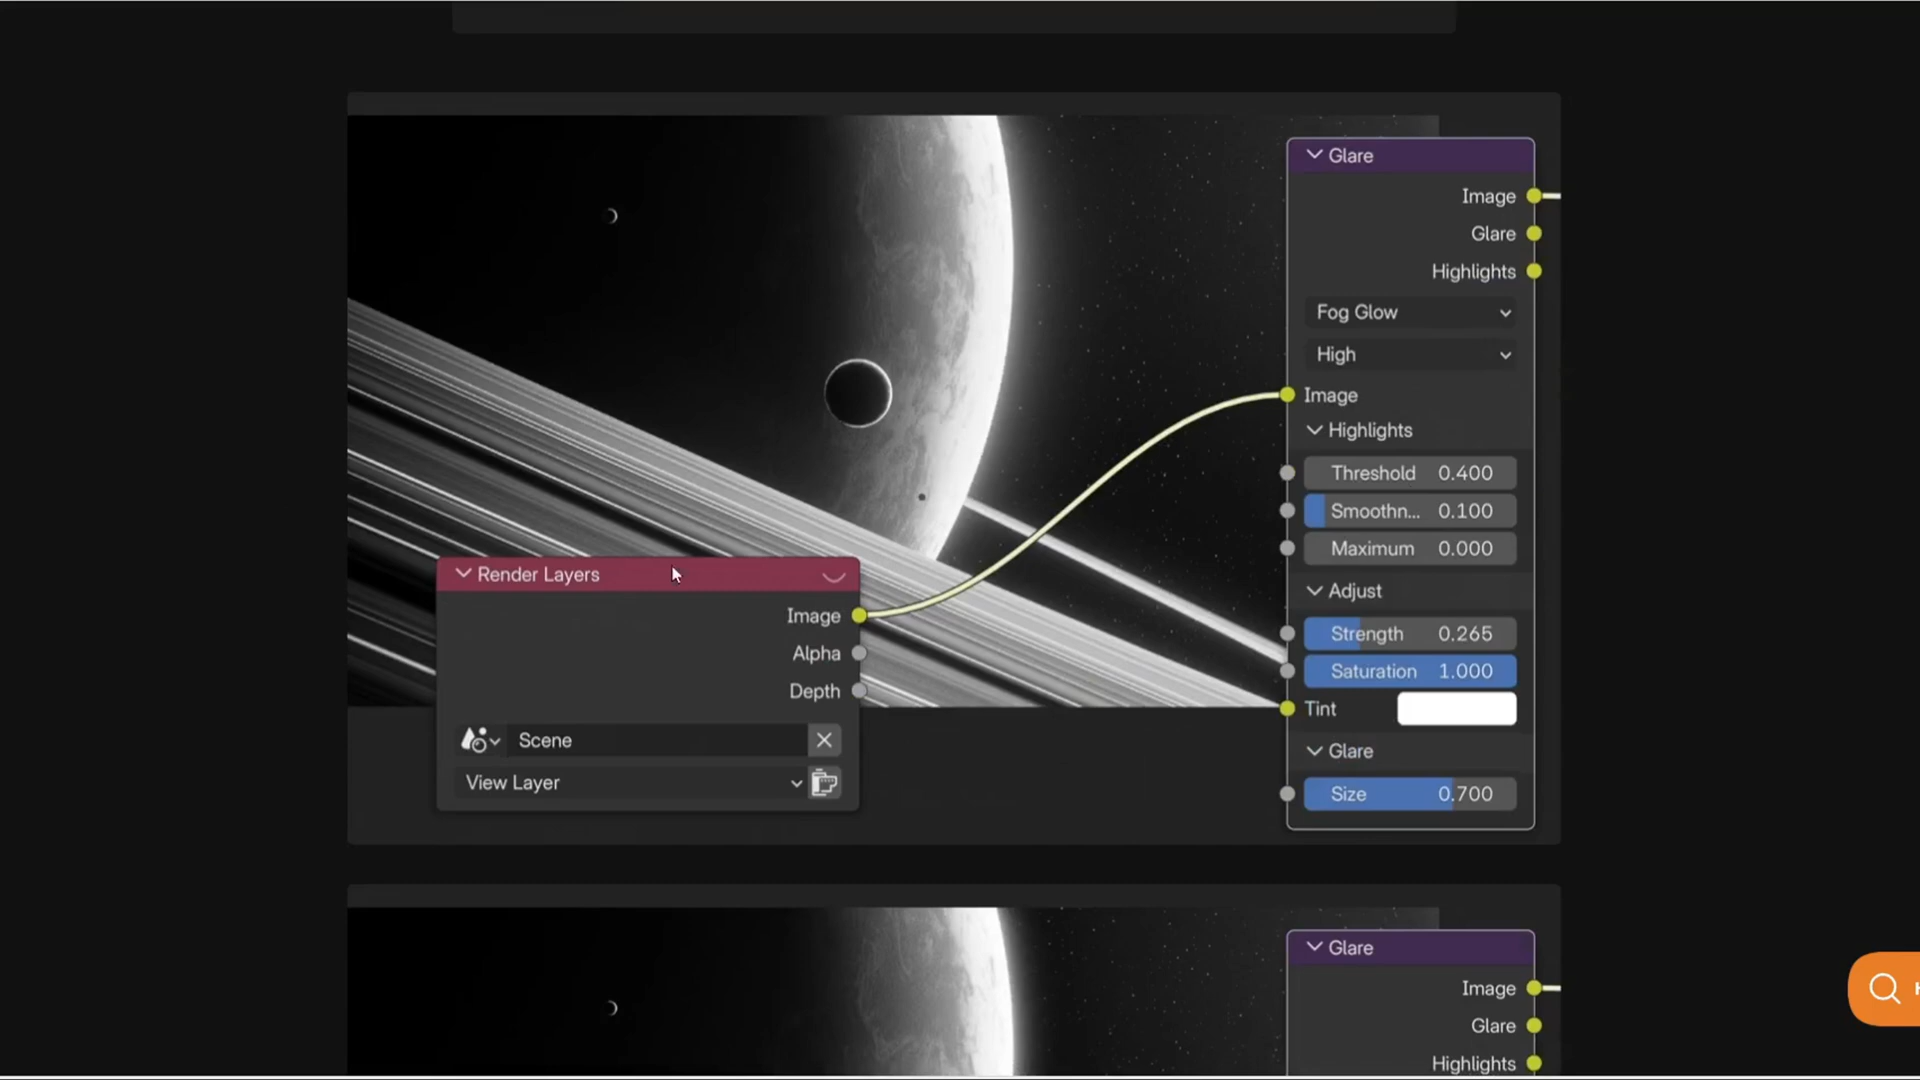 Glare
Image
Glare
Highlights
Fog Glow
High
Image
Highlights
Threshold 0.400
Smoothn... 0.100
Maximum 0.000
Adjust
Strength 0.265
Saturation 1.000
Tint
Glare
Size 0.700
Render Layers
Image
Alpha
Depth
Scene
View Layer
Glare
Image
Glare
Highlights